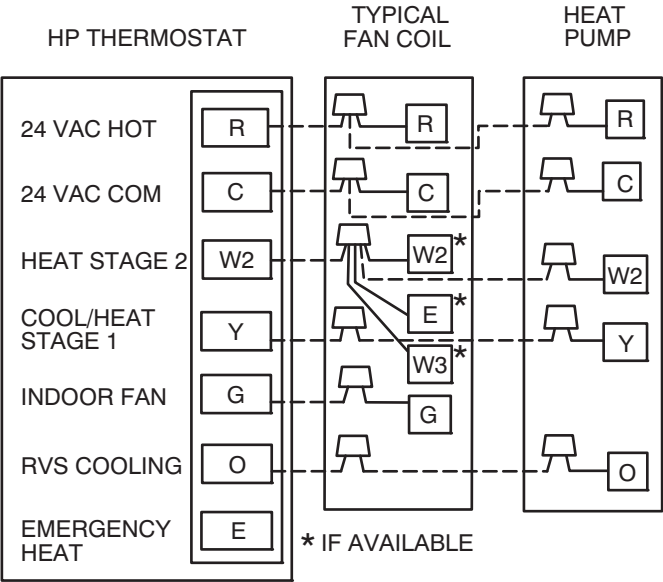 HP THERMOSTAT
TYPICAL
FAN COIL
HEAT
PUMP
24 VAC HOT R R R
24 VAC COM C C C
HEAT STAGE 2 W2 W2* W2
E*
COOL/HEAT
STAGE 1 Y Y
W3*
INDOOR FAN G G
RVS COOLING O O
EMERGENCY
HEAT E
* IF AVAILABLE